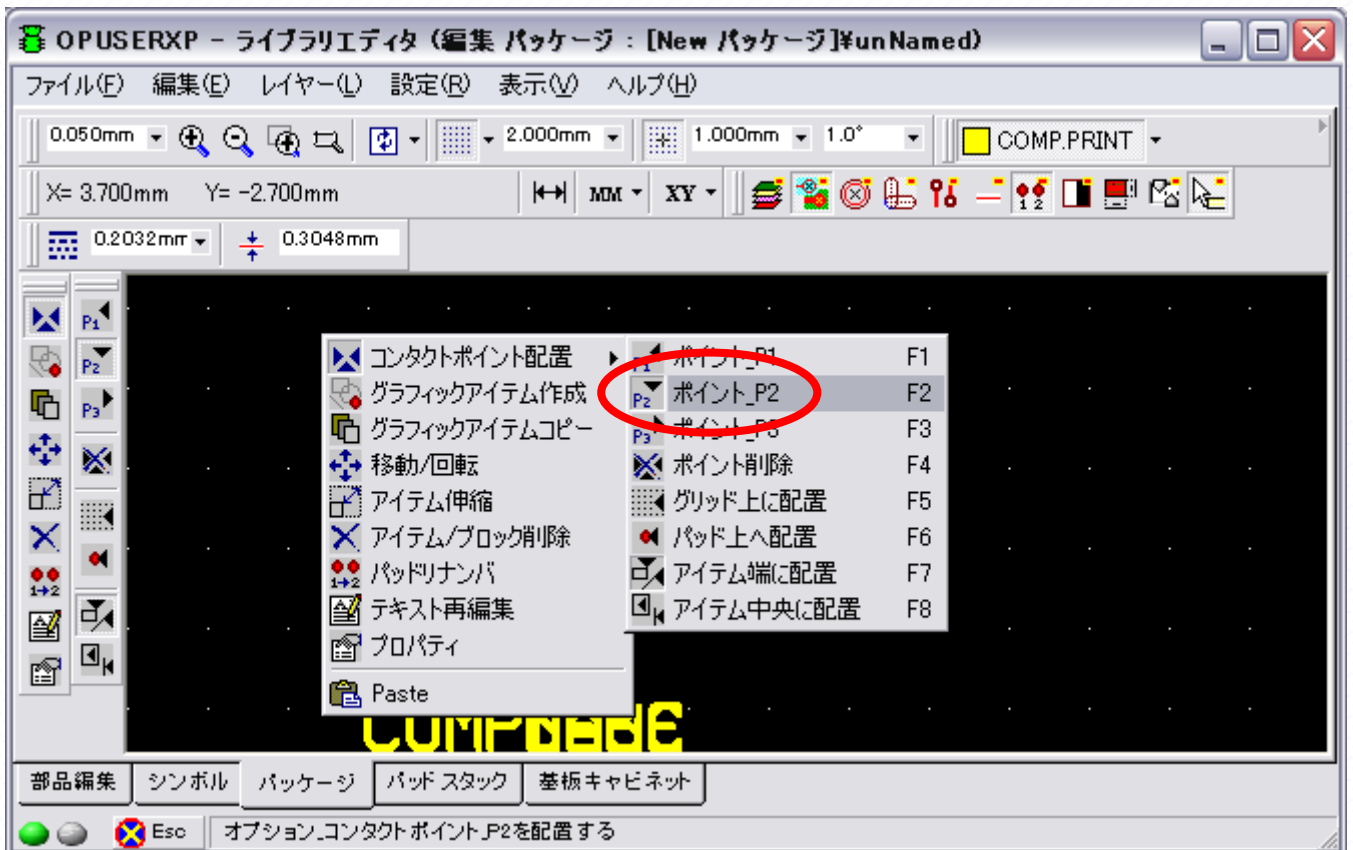 OPUSERXP - ライブラリエディタ (編集 パッケージ : [New パッケージ]¥unNamed)
ファイル(F) 編集(E) レイヤー(L) 設定(R) 表示(V) ヘルプ(H)
0.050mm 2.000mm 1.000mm 1.0° COMP.PRINT
X= 3.700mm Y= -2.700mm MM XY
0.2032mm 0.3048mm
P1
P2
P3
1→2
コンタクトポイント配置
グラフィックアイテム作成
グラフィックアイテムコピー
移動/回転
アイテム伸縮
アイテム/ブロック削除
パッドリナンバ
テキスト再編集
プロパティ
Paste
ポイント_P1 F1
ポイント_P2 F2
ポイント_P3 F3
ポイント削除 F4
グリッド上に配置 F5
パッド上へ配置 F6
アイテム端に配置 F7
アイテム中央に配置 F8
部品編集 シンボル パッケージ パッド スタック 基板キャビネット
Esc オプション_コンタクトポイント_P2を配置する